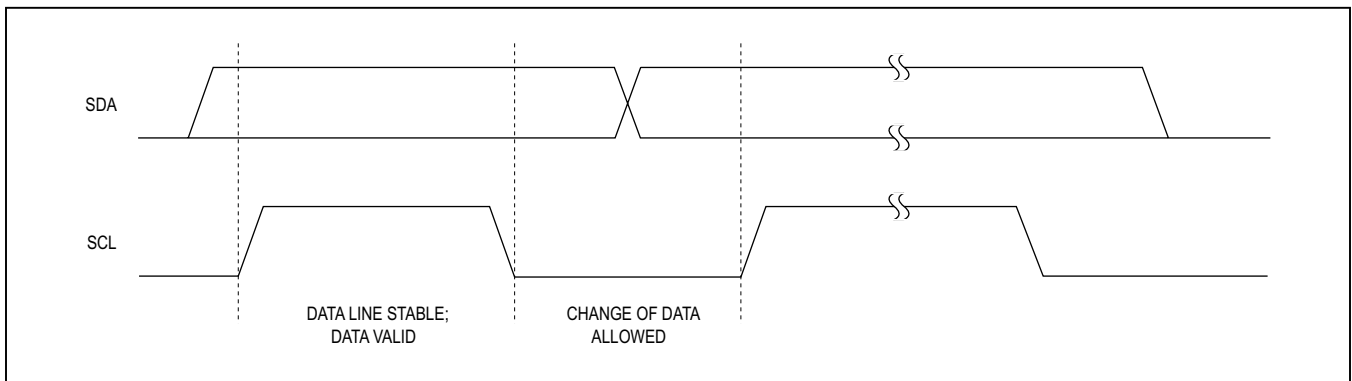 SDA
SCL
DATA LINE STABLE;
DATA VALID
CHANGE OF DATA
ALLOWED